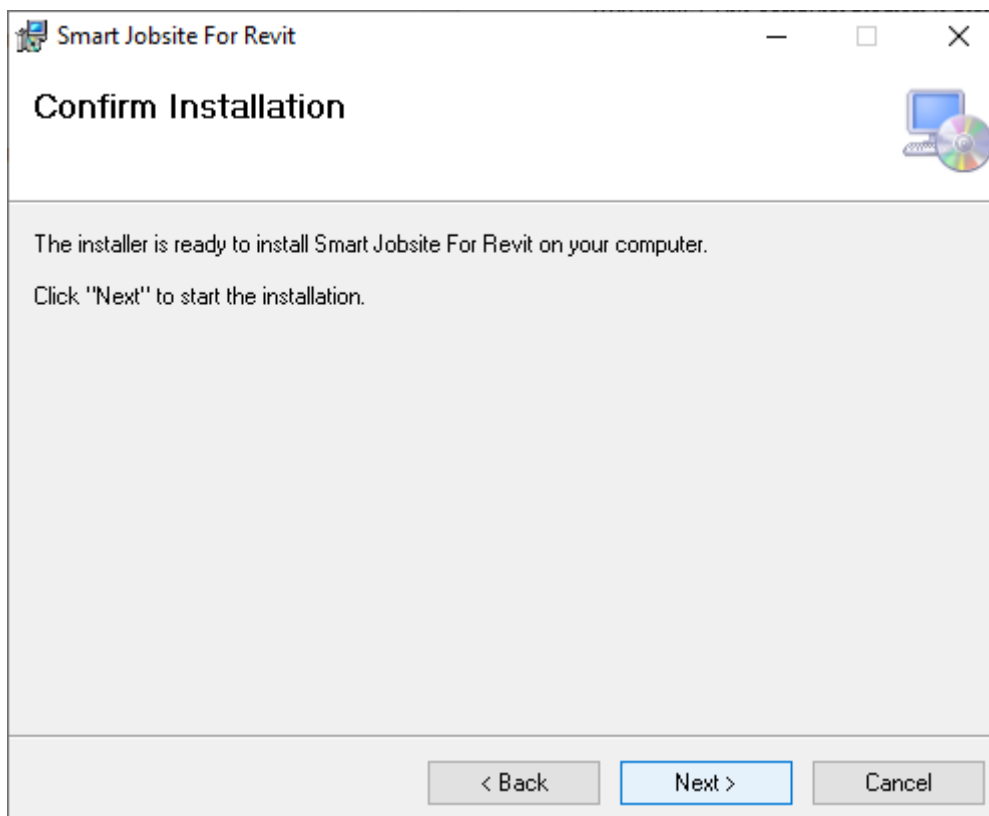 Smart Jobsite For Revit
Confirm Installation
The installer is ready to install Smart Jobsite For Revit on your computer.
Click "Next" to start the installation.
< Back
Next >
Cancel